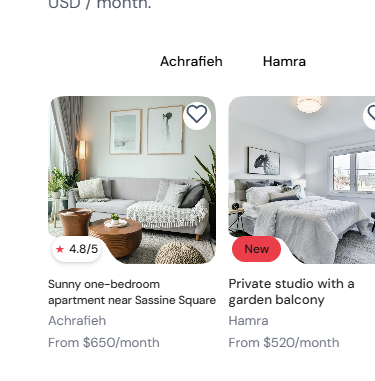 USD / month.
Achrafieh Hamra
★ 4.8/5
Sunny one-bedroom
apartment near Sassine Square
Achrafieh
From $650/month
New
Private studio with a
garden balcony
Hamra
From $520/month